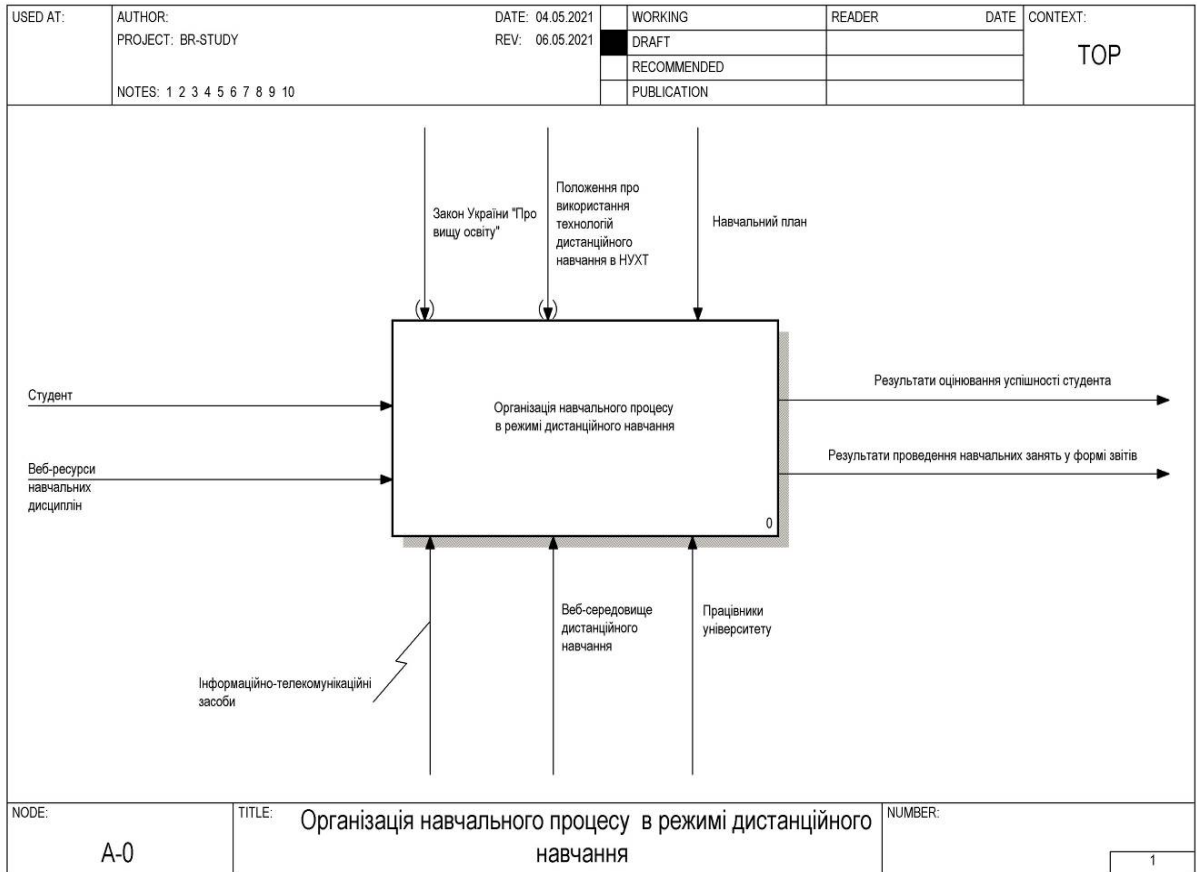 USED AT:
AUTHOR:
DATE: 04.05.2021
WORKING
READER
DATE
CONTEXT:
PROJECT: BR-STUDY
REV: 06.05.2021
DRAFT
TOP
RECOMMENDED
NOTES: 1 2 3 4 5 6 7 8 9 10
PUBLICATION
Закон України "Про
вищу освіту"
Положення про
використання
технологій
дистанційного
навчання в НУХТ
Навчальний план
Студент
Веб-ресурси
навчальних
дисциплін
Організація навчального процесу
в режимі дистанційного навчання
0
Результати оцінювання успішності студента
Результати проведення навчальних занять у формі звітів
Інформаційно-телекомунікаційні
засоби
Веб-середовище
дистанційного
навчання
Працівники
університету
NODE:
A-0
TITLE:
Організація навчального процесу в режимі дистанційного
навчання
NUMBER:
1